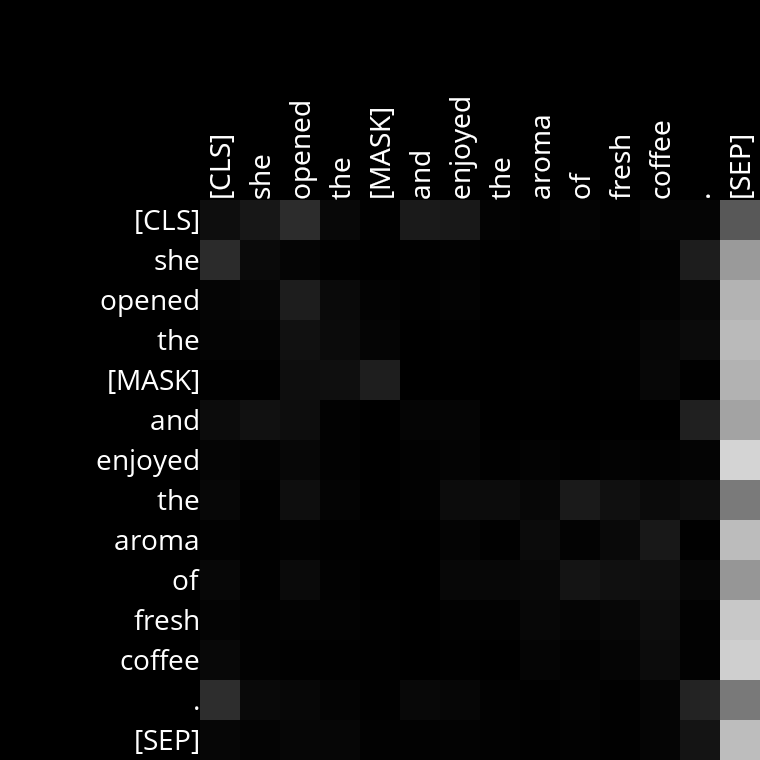 [CLS] she opened the [MASK] and enjoyed the aroma of fresh coffee . [SEP]
[CLS]
she
opened
the
[MASK]
and
enjoyed
the
aroma
of
fresh
coffee
.
[SEP]